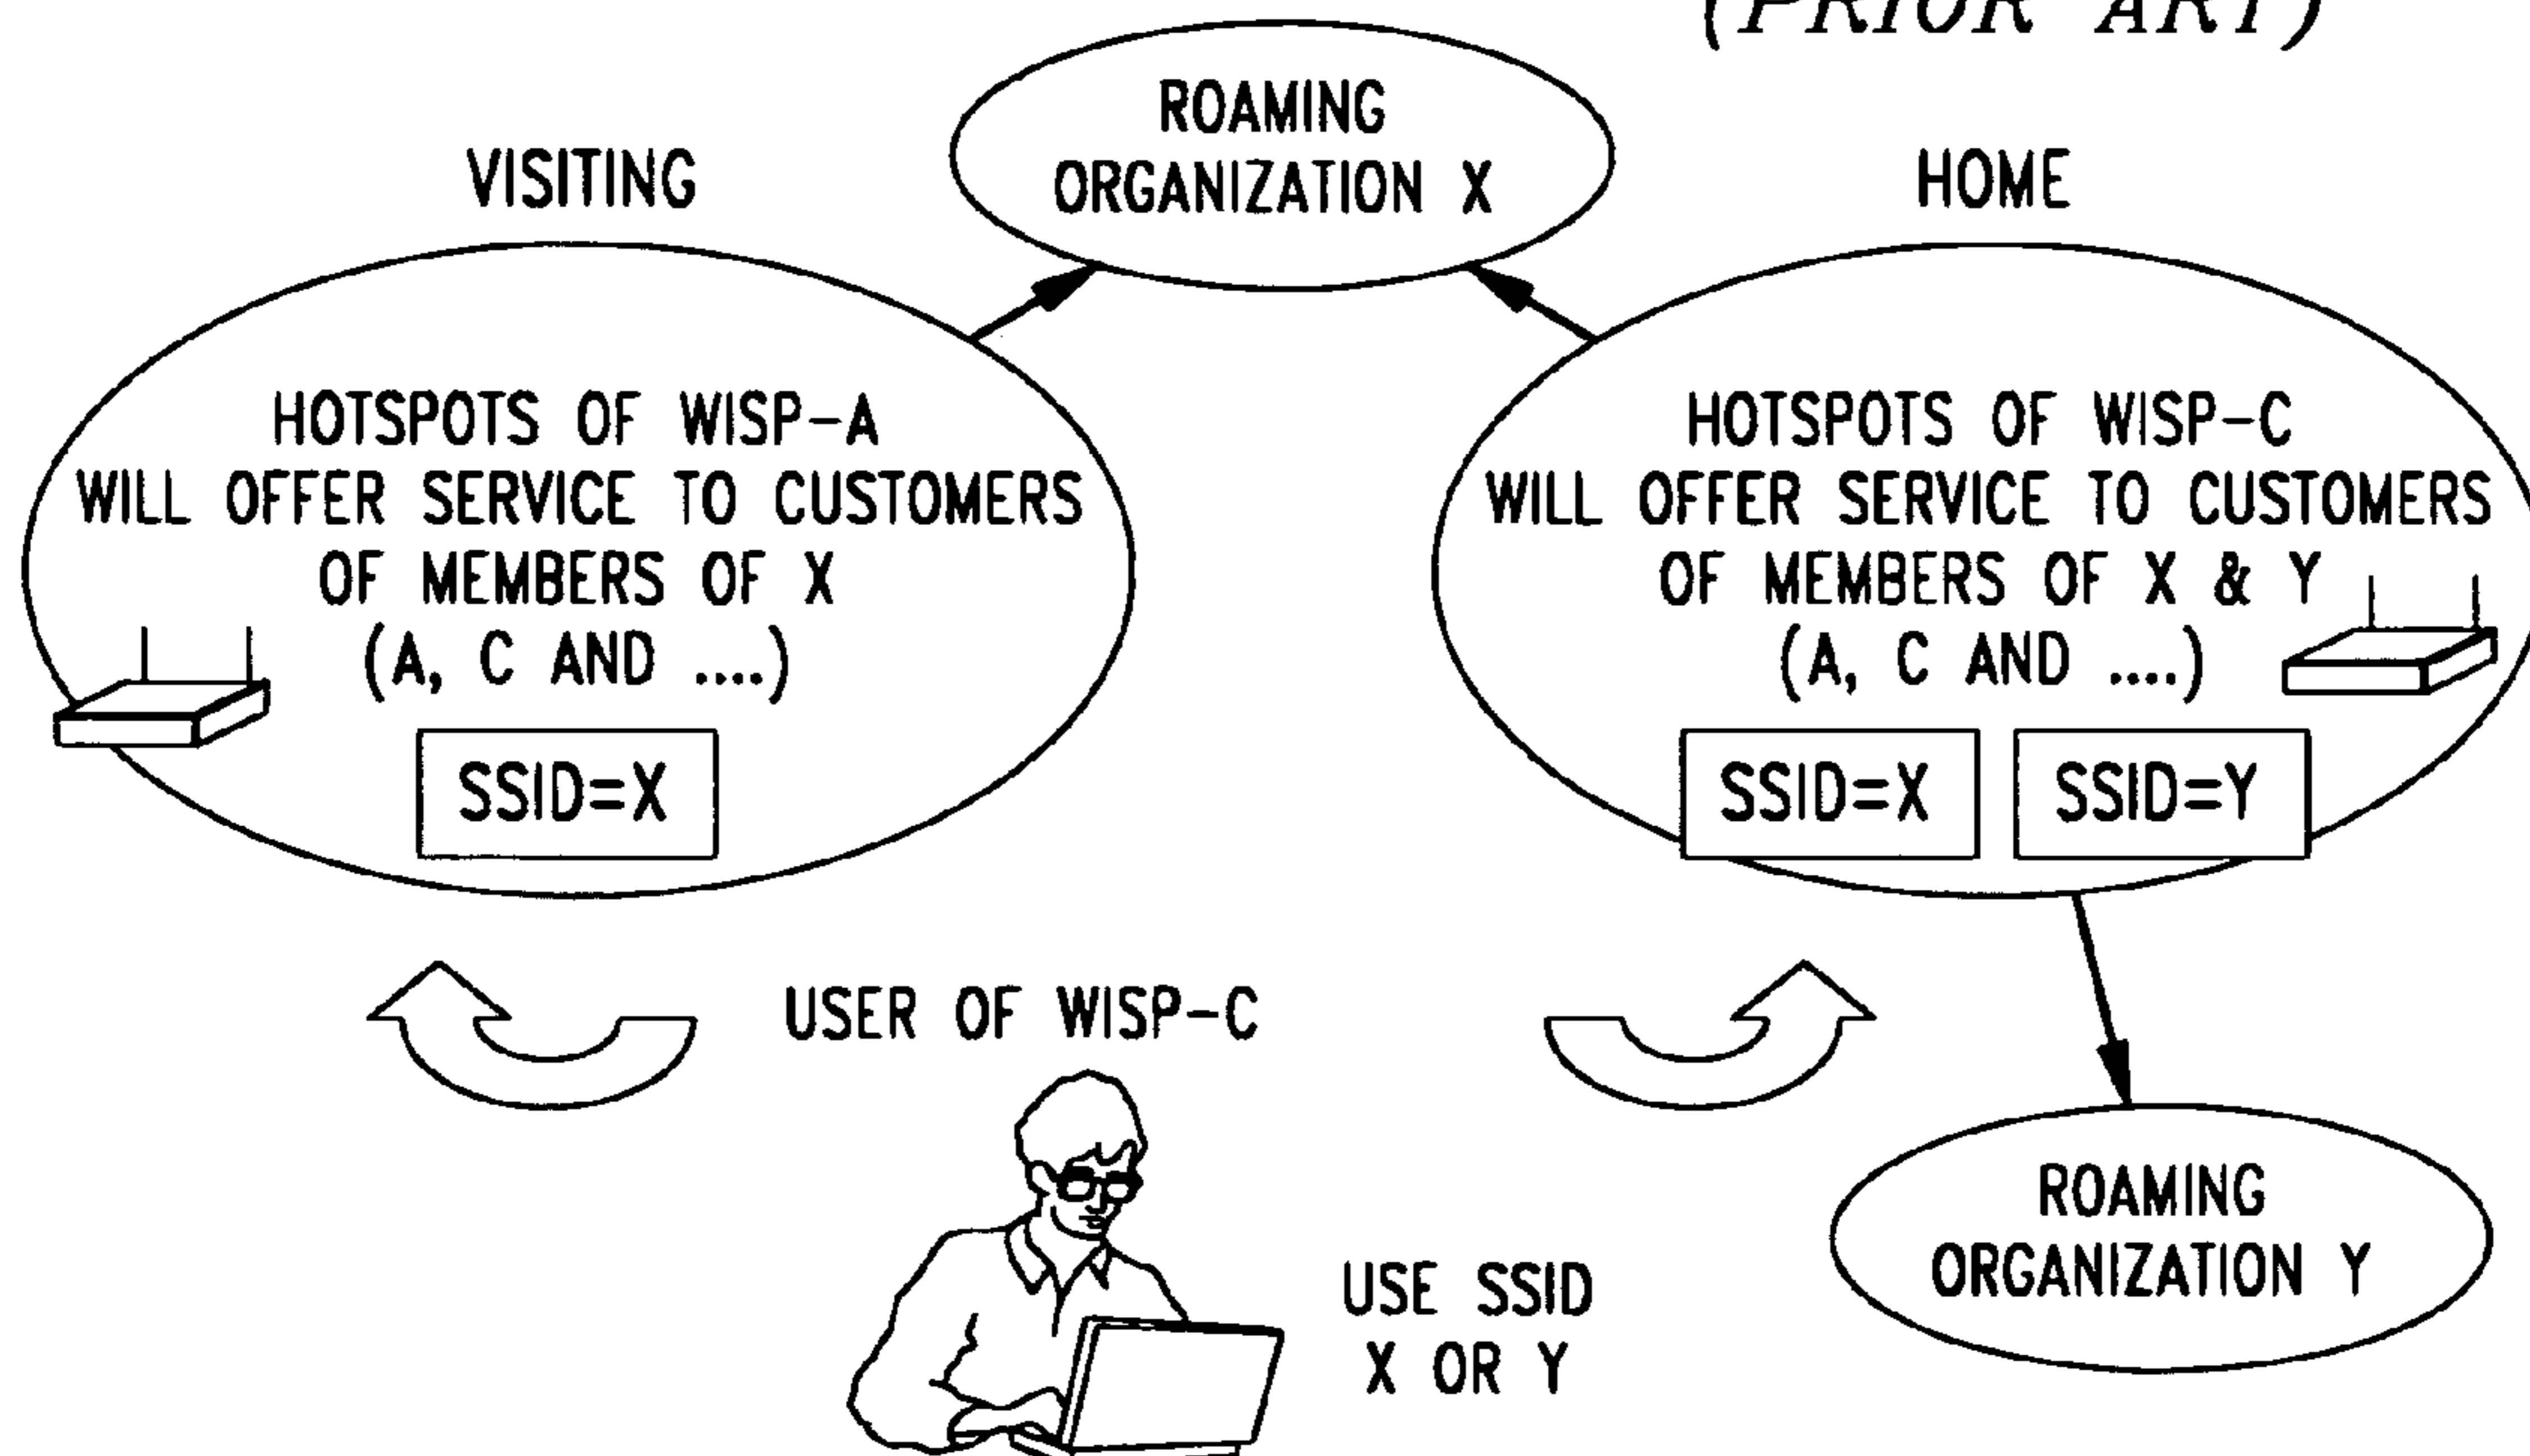 (PRIOR ART)
ROAMING
ORGANIZATION X
VISITING
HOME
HOTSPOTS OF WISP-A
WILL OFFER SERVICE TO CUSTOMERS
OF MEMBERS OF X
(A, C AND ....)
SSID=X
HOTSPOTS OF WISP-C
WILL OFFER SERVICE TO CUSTOMERS
OF MEMBERS OF X & Y
(A, C AND ....)
SSID=X
SSID=Y
USER OF WISP-C
USE SSID
X OR Y
ROAMING
ORGANIZATION Y